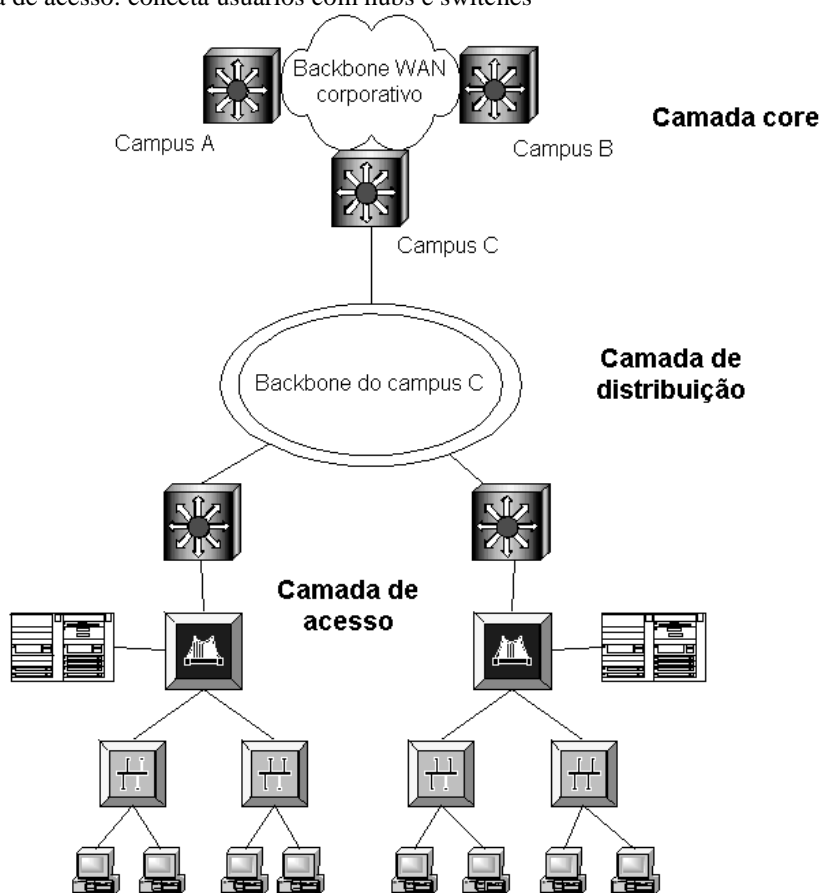 de acesso: conecta usuários com hubs e switches
Backbone WAN
corporativo
Camada core
Campus A
Campus B
Campus C
Camada de
distribuição
Backbone do campus C
Camada de
acesso